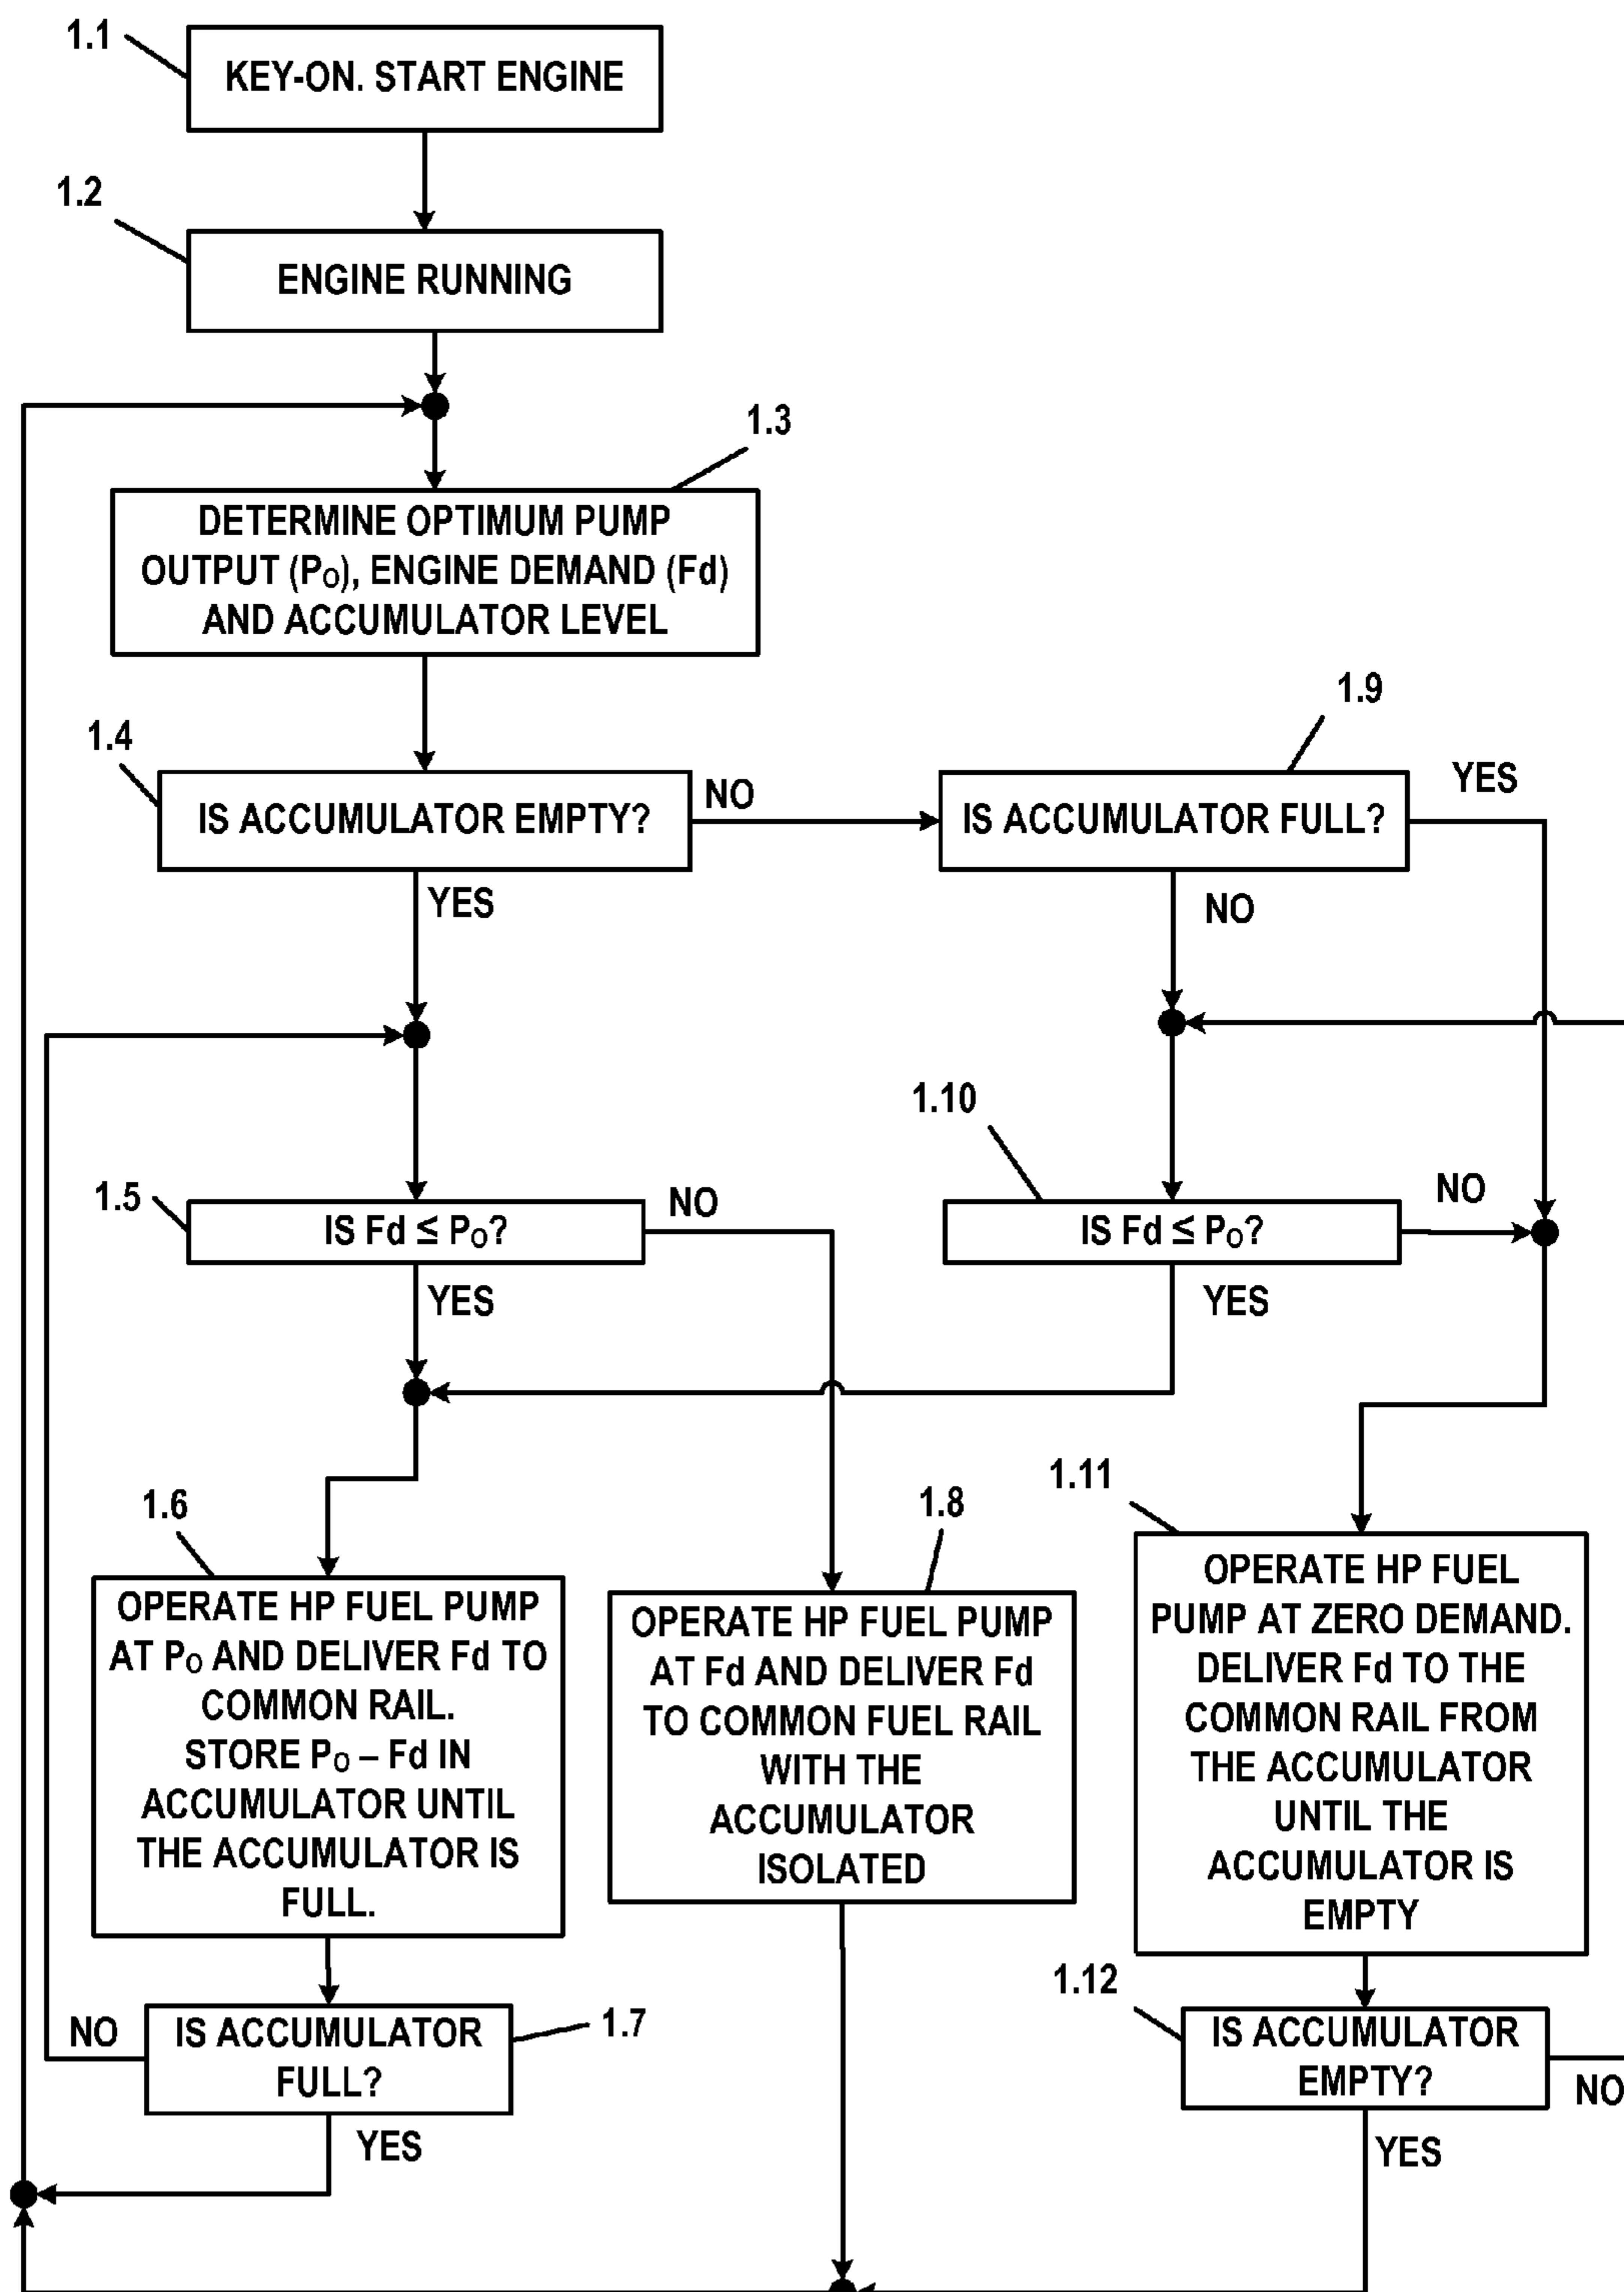 1.1
KEY-ON. START ENGINE
1.2
ENGINE RUNNING
1.3
DETERMINE OPTIMUM PUMP
OUTPUT (PO), ENGINE DEMAND (Fd)
AND ACCUMULATOR LEVEL
1.4
IS ACCUMULATOR EMPTY?
NO
YES
1.9
IS ACCUMULATOR FULL?
YES
NO
1.5
IS Fd ≤ PO?
NO
YES
1.10
IS Fd ≤ PO?
NO
YES
1.6
OPERATE HP FUEL PUMP
AT PO AND DELIVER Fd TO
COMMON RAIL.
STORE PO – Fd IN
ACCUMULATOR UNTIL
THE ACCUMULATOR IS
FULL.
1.8
OPERATE HP FUEL PUMP
AT Fd AND DELIVER Fd
TO COMMON FUEL RAIL
WITH THE
ACCUMULATOR
ISOLATED
1.11
OPERATE HP FUEL
PUMP AT ZERO DEMAND.
DELIVER Fd TO THE
COMMON RAIL FROM
THE ACCUMULATOR
UNTIL THE
ACCUMULATOR IS
EMPTY
1.7
IS ACCUMULATOR
FULL?
NO
YES
1.12
IS ACCUMULATOR
EMPTY?
NO
YES